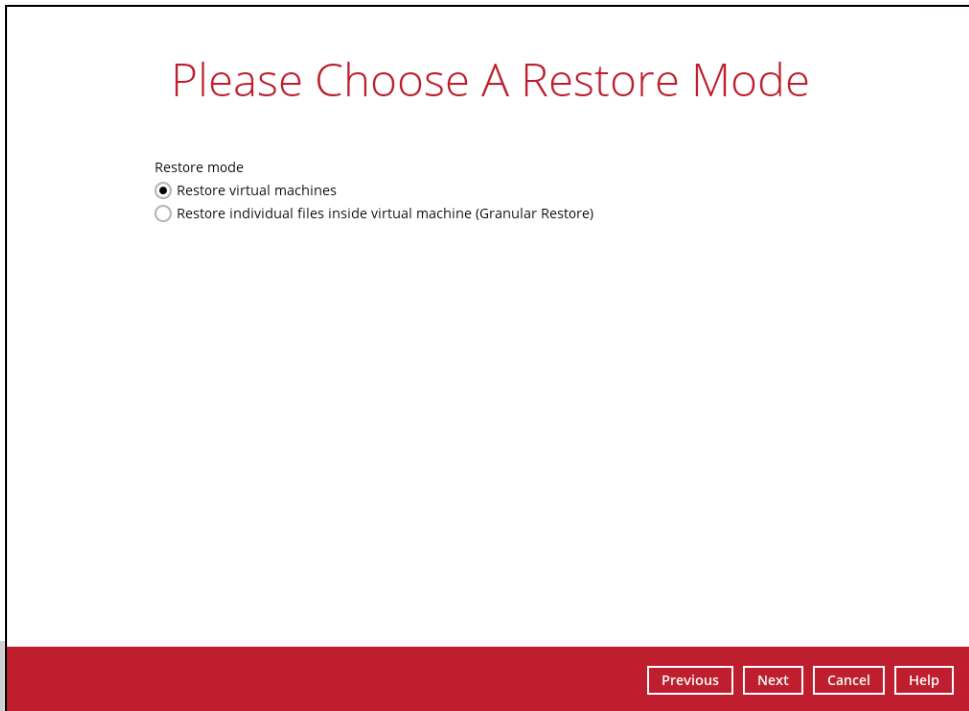 Please Choose A Restore Mode
Restore mode
Restore virtual machines
Restore individual files inside virtual machine (Granular Restore)
Previous Next Cancel Help